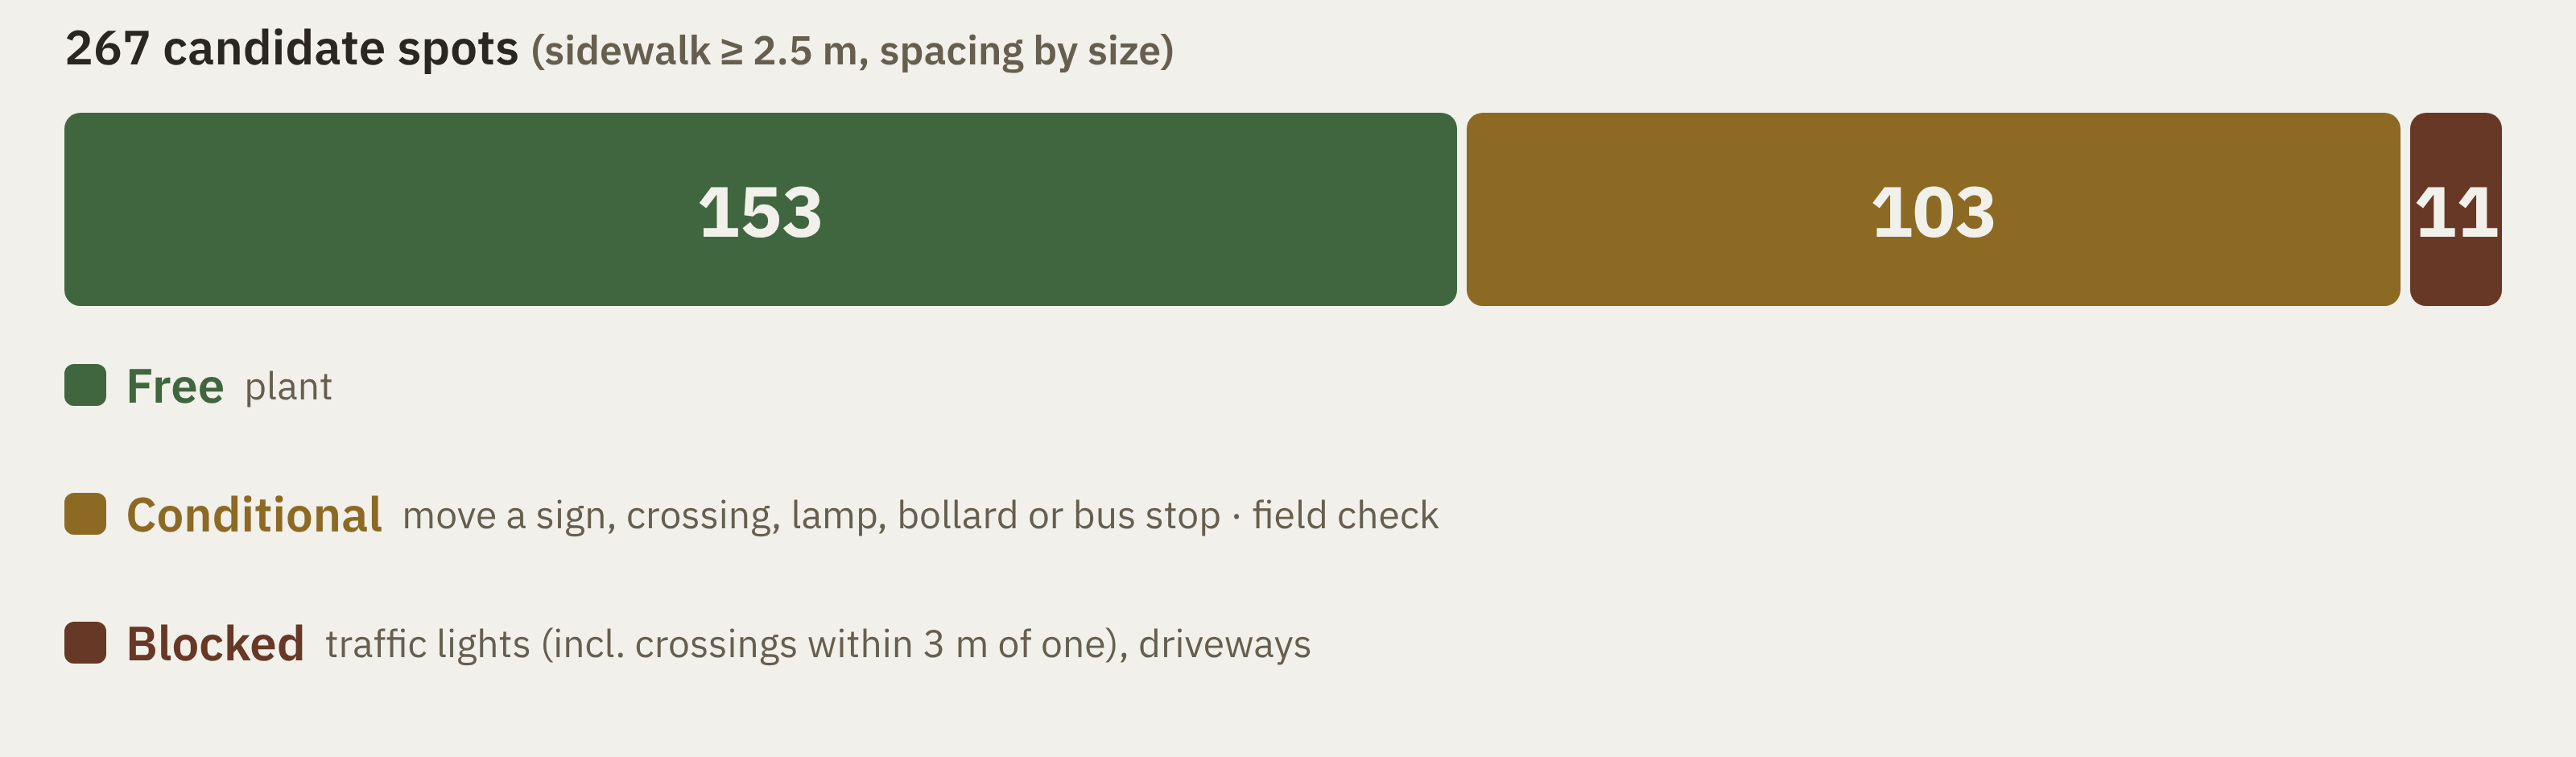 267 candidate spots (sidewalk ≥ 2.5 m, spacing by size)
153 103 11
Free plant
Conditional move a sign, crossing, lamp, bollard or bus stop · field check
Blocked traffic lights (incl. crossings within 3 m of one), driveways